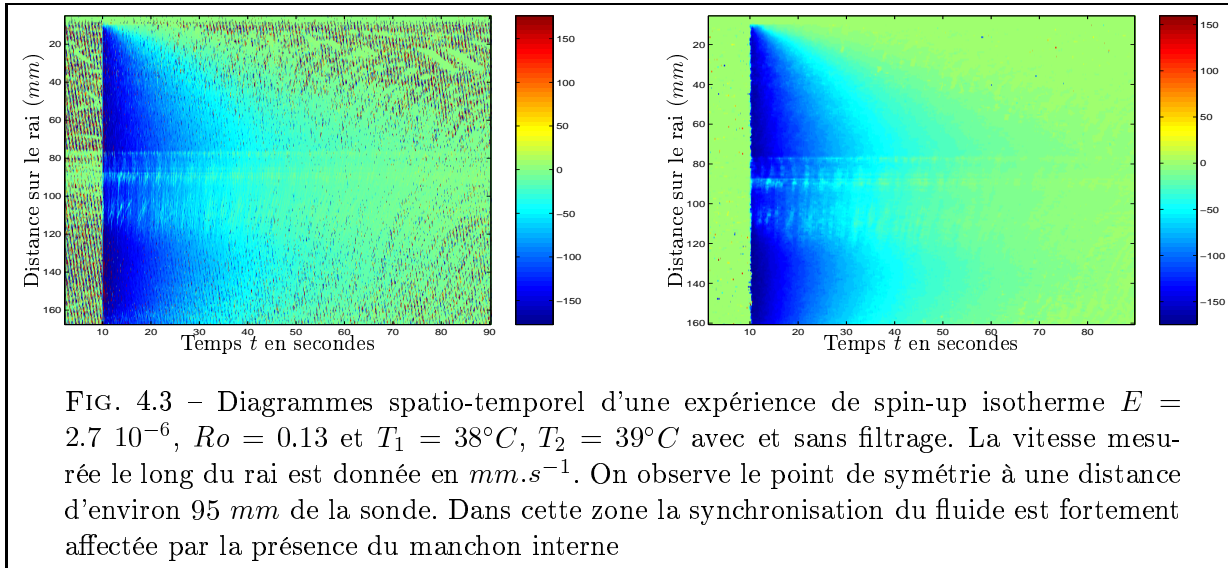 20
40
60
80
100
120
140
160
Distance sur le rai (mm)
10 20 30 40 50 60 70 80 90
Temps t en secondes
150
100
50
0
−50
−100
−150
20
40
60
80
100
120
140
160
Distance sur le rai (mm)
10 20 30 40 50 60 70 80
Temps t en secondes
150
100
50
0
−50
−100
−150
FIG. 4.3 – Diagrammes spatio-temporel d'une expérience de spin-up isotherme E =
2.7 10⁻⁶, Ro = 0.13 et T₁ = 38°C, T₂ = 39°C avec et sans filtrage. La vitesse mesu-
rée le long du rai est donnée en mm.s⁻¹. On observe le point de symétrie à une distance
d'environ 95 mm de la sonde. Dans cette zone la synchronisation du fluide est fortement
affectée par la présence du manchon interne